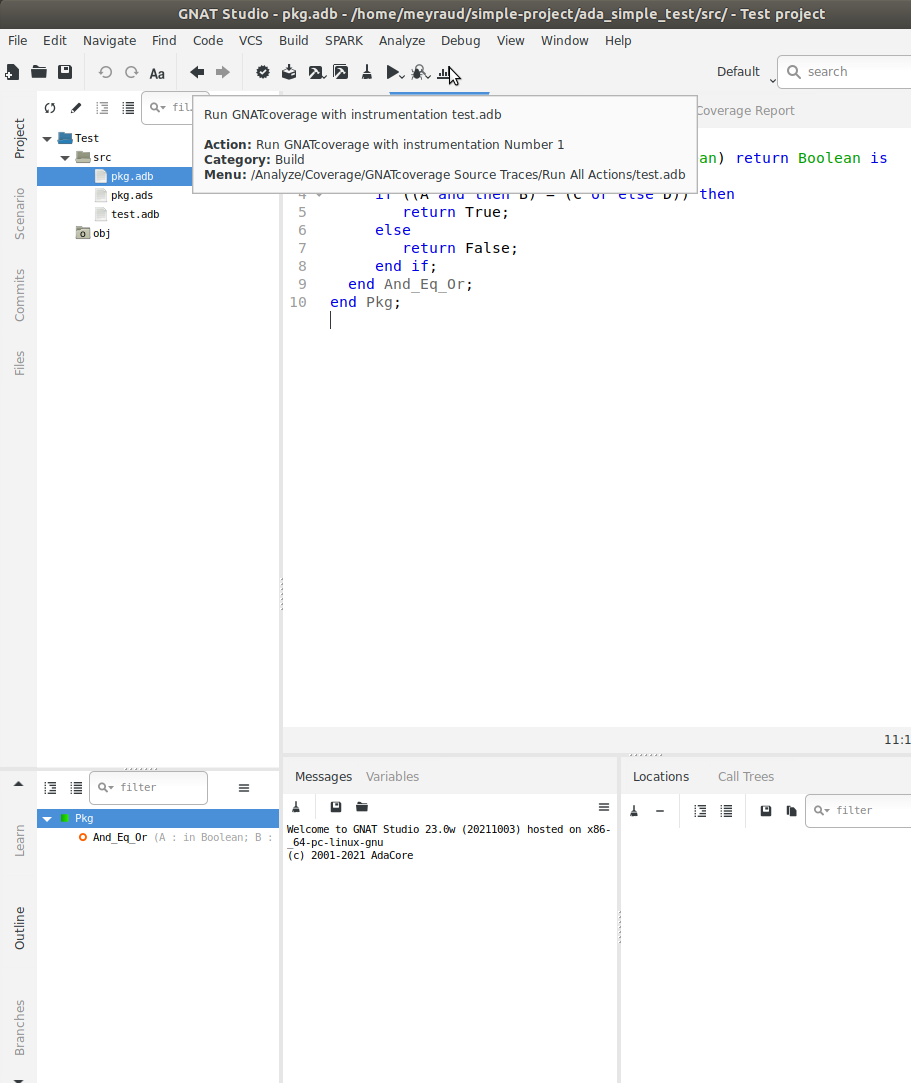 GNAT Studio - pkg.adb - /home/meyraud/simple-project/ada_simple_test/src/ - Test project
File Edit Navigate Find Code VCS Build SPARK Analyze Debug View Window Help
Aa Default search
Project
Scenario
Commits
Files
fil
Test
src
pkg.adb
pkg.ads
test.adb
obj
Run GNATcoverage with instrumentation test.adb
Action: Run GNATcoverage with instrumentation Number 1
Category: Build
Menu: /Analyze/Coverage/GNATcoverage Source Traces/Run All Actions/test.adb
Coverage Report
an) return Boolean is
4 if ((A and then B) = (C or else D)) then
5 return True;
6 else
7 return False;
8 end if;
9 end And_Eq_Or;
10 end Pkg;
11:1
Learn
Outline
Branches
filter
Pkg
And_Eq_Or (A : in Boolean; B :
Messages Variables
Welcome to GNAT Studio 23.0w (20211003) hosted on x86-
_64-pc-linux-gnu
(c) 2001-2021 AdaCore
Locations Call Trees
filter